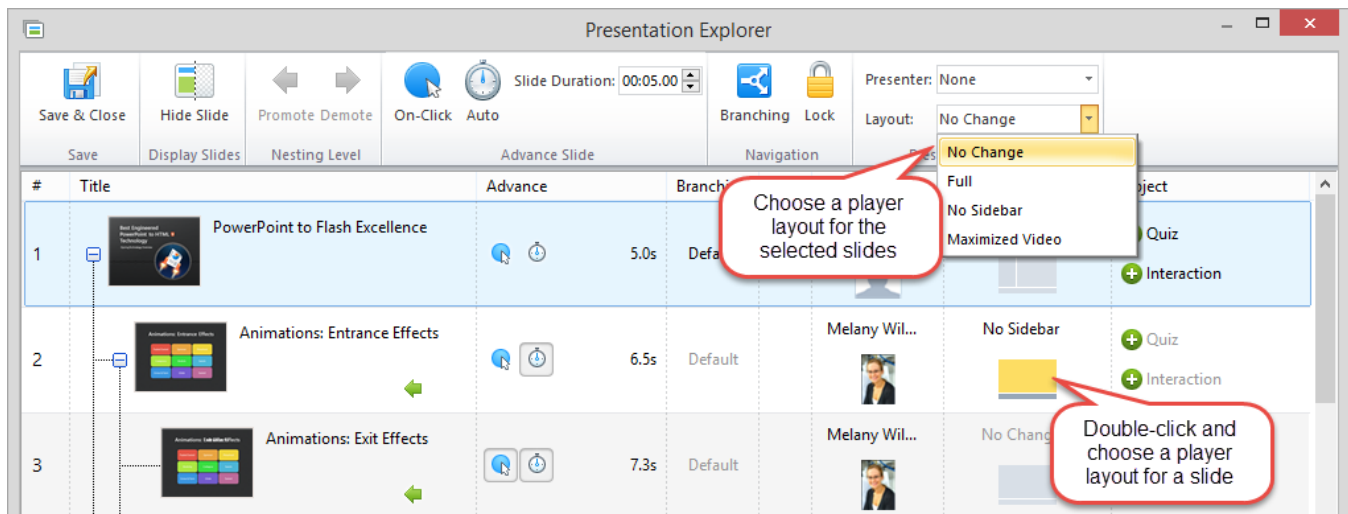 Presentation Explorer
Save & Close
Hide Slide
Promote Demote
On-Click Auto
Slide Duration: 00:05.00
Branching Lock
Presenter: None
Layout: No Change
Save
Display Slides
Nesting Level
Advance Slide
Navigation
No Change
Full
No Sidebar
Maximized Video
# Title Advance
Choose a player
layout for the
selected slides
1 PowerPoint to Flash Excellence 5.0s
Quiz
Interaction
2 Animations: Entrance Effects 6.5s Default Melany Wil... No Sidebar
Quiz
Interaction
3 Animations: Exit Effects 7.3s Default Melany Wil...
Double-click and
choose a player
layout for a slide